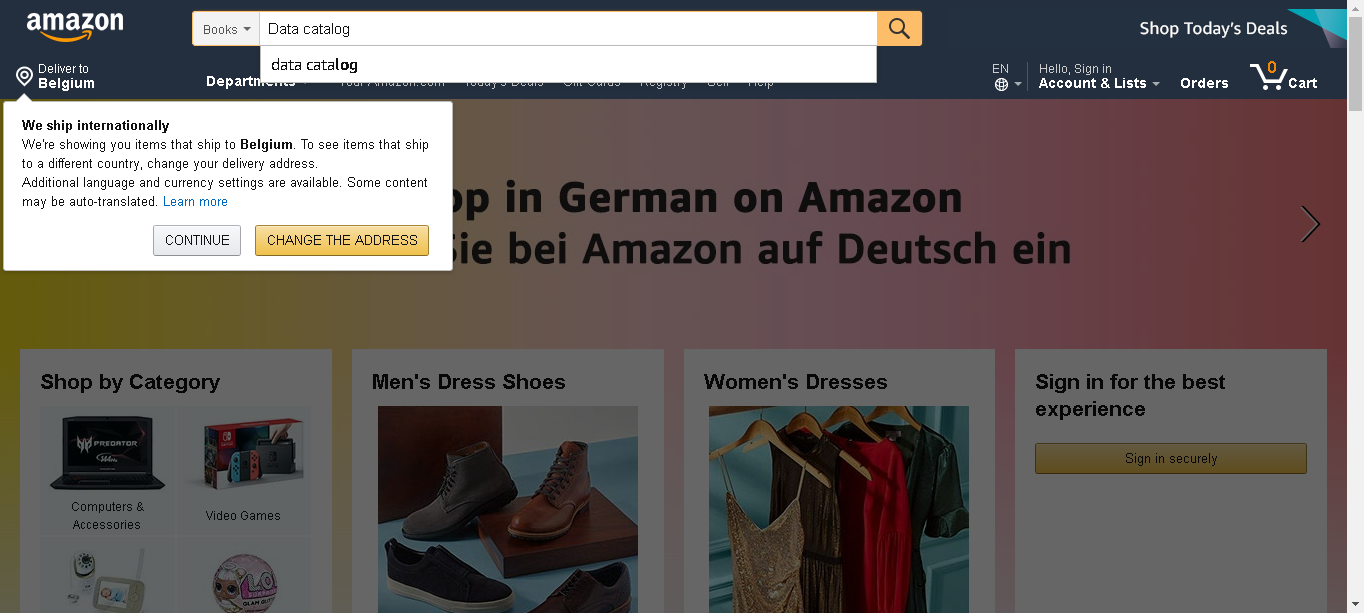 amazon
Books
Data catalog
Shop Today's Deals
data catalog
Deliver to
Belgium
Departments
Your Amazon.com
Today's Deals
Gift Cards
Registry
Sell
Help
EN
Hello, Sign in
Account & Lists
Orders
0
Cart
We ship internationally
We're showing you items that ship to Belgium. To see items that ship
to a different country, change your delivery address.
Additional language and currency settings are available. Some content
may be auto-translated. Learn more
CONTINUE
CHANGE THE ADDRESS
op in German on Amazon
Sie bei Amazon auf Deutsch ein
Shop by Category
Men's Dress Shoes
Women's Dresses
Sign in for the best
experience
Sign in securely
PREDATOR
Computers &
Accessories
Video Games
L.O.L.
SURPRISE